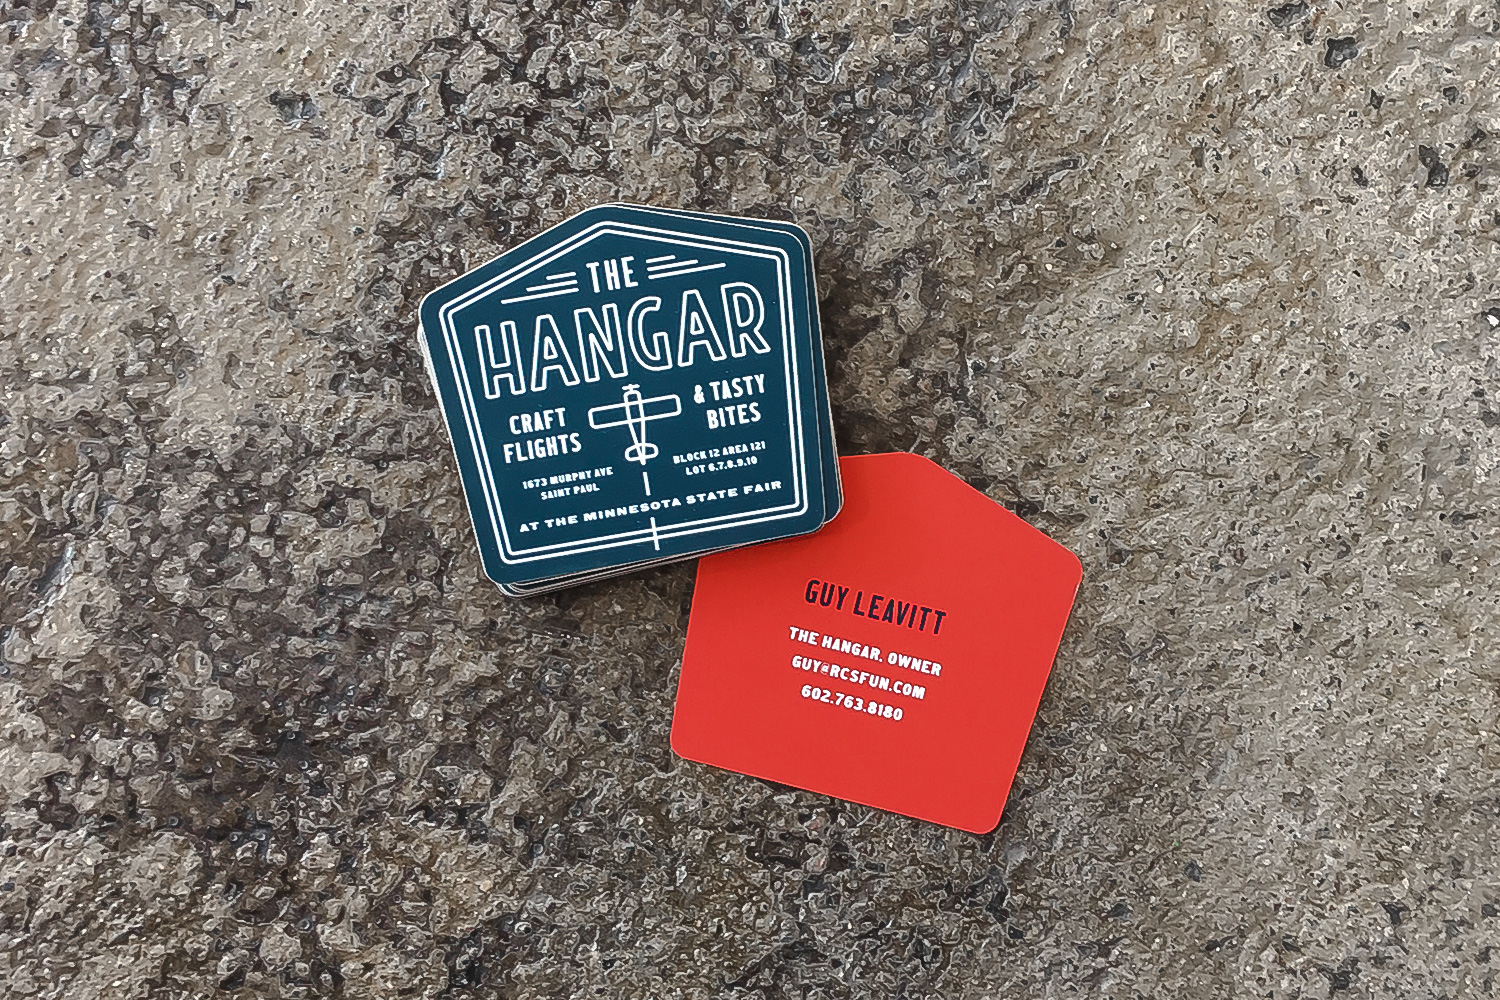 THE
HANGAR
CRAFT
FLIGHTS
& TASTY
BITES
1673 MURPHY AVE
SAINT PAUL
BLOCK 12 AREA 121
LOT 6.7.8.9.10
AT THE MINNESOTA STATE FAIR
GUY LEAVITT
THE HANGAR, OWNER
GUY@RCSFUN.COM
602.763.8180